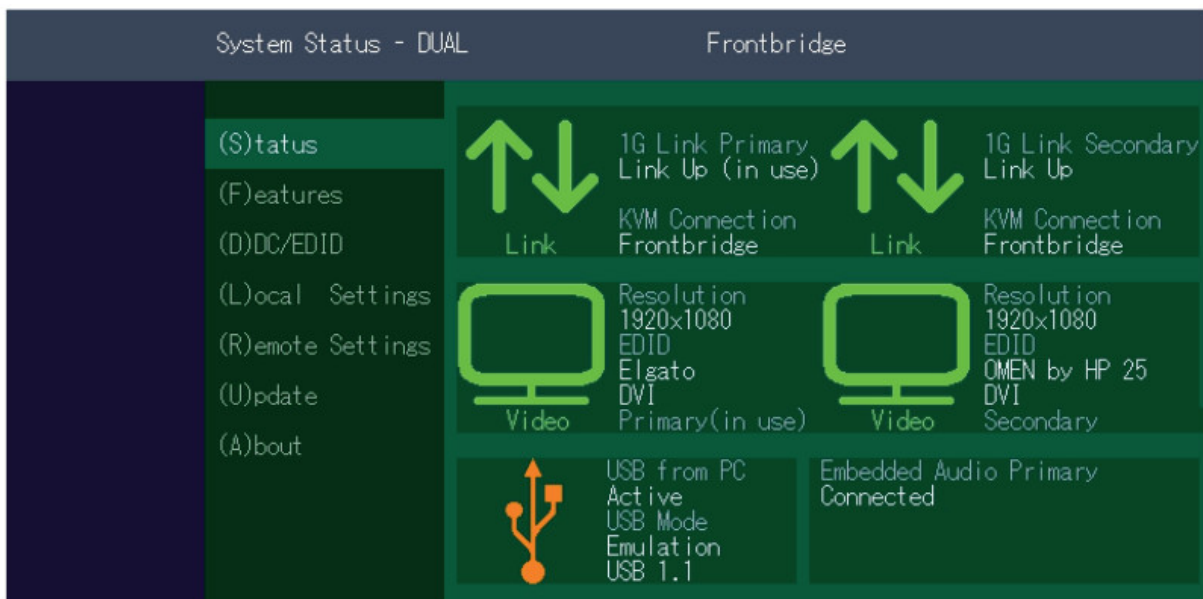 System Status - DUAL
Frontbridge
(S)tatus
(F)eatures
(D)DC/EDID
(L)ocal Settings
(R)emote Settings
(U)pdate
(A)bout
Link
1G Link Primary
Link Up (in use)
KVM Connection
Frontbridge
Link
1G Link Secondary
Link Up
KVM Connection
Frontbridge
Video
Resolution
1920x1080
EDID
Elgato
DVI
Primary(in use)
Video
Resolution
1920x1080
EDID
OMEN by HP 25
DVI
Secondary
USB from PC
Active
USB Mode
Emulation
USB 1.1
Embedded Audio Primary
Connected